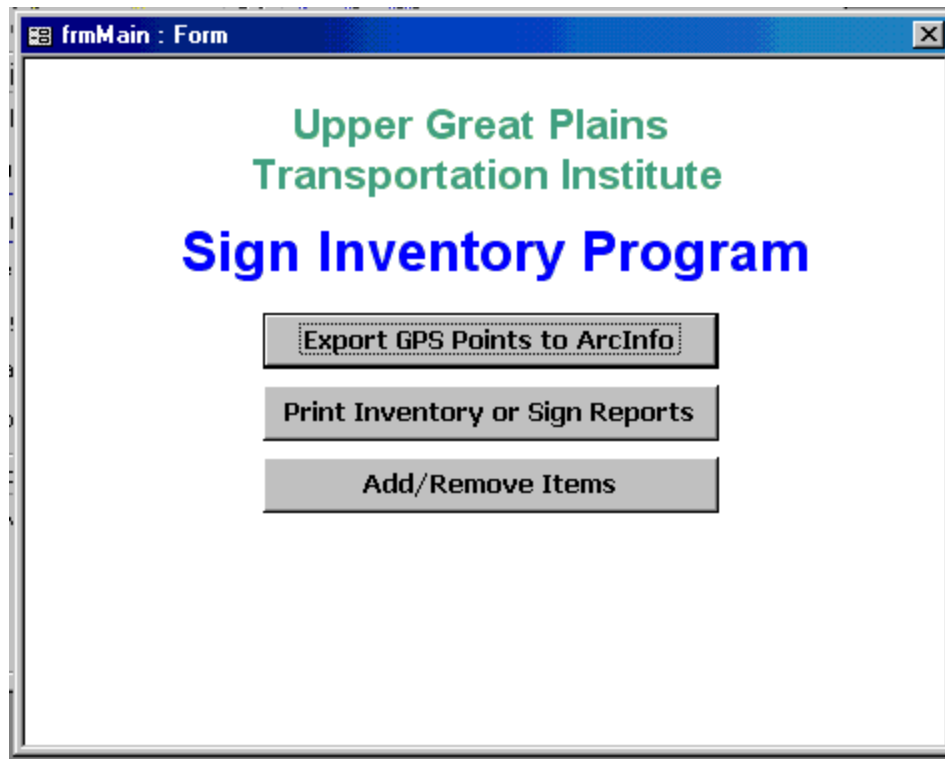 frmMain : Form
Upper Great Plains
Transportation Institute
Sign Inventory Program
Export GPS Points to ArcInfo
Print Inventory or Sign Reports
Add/Remove Items